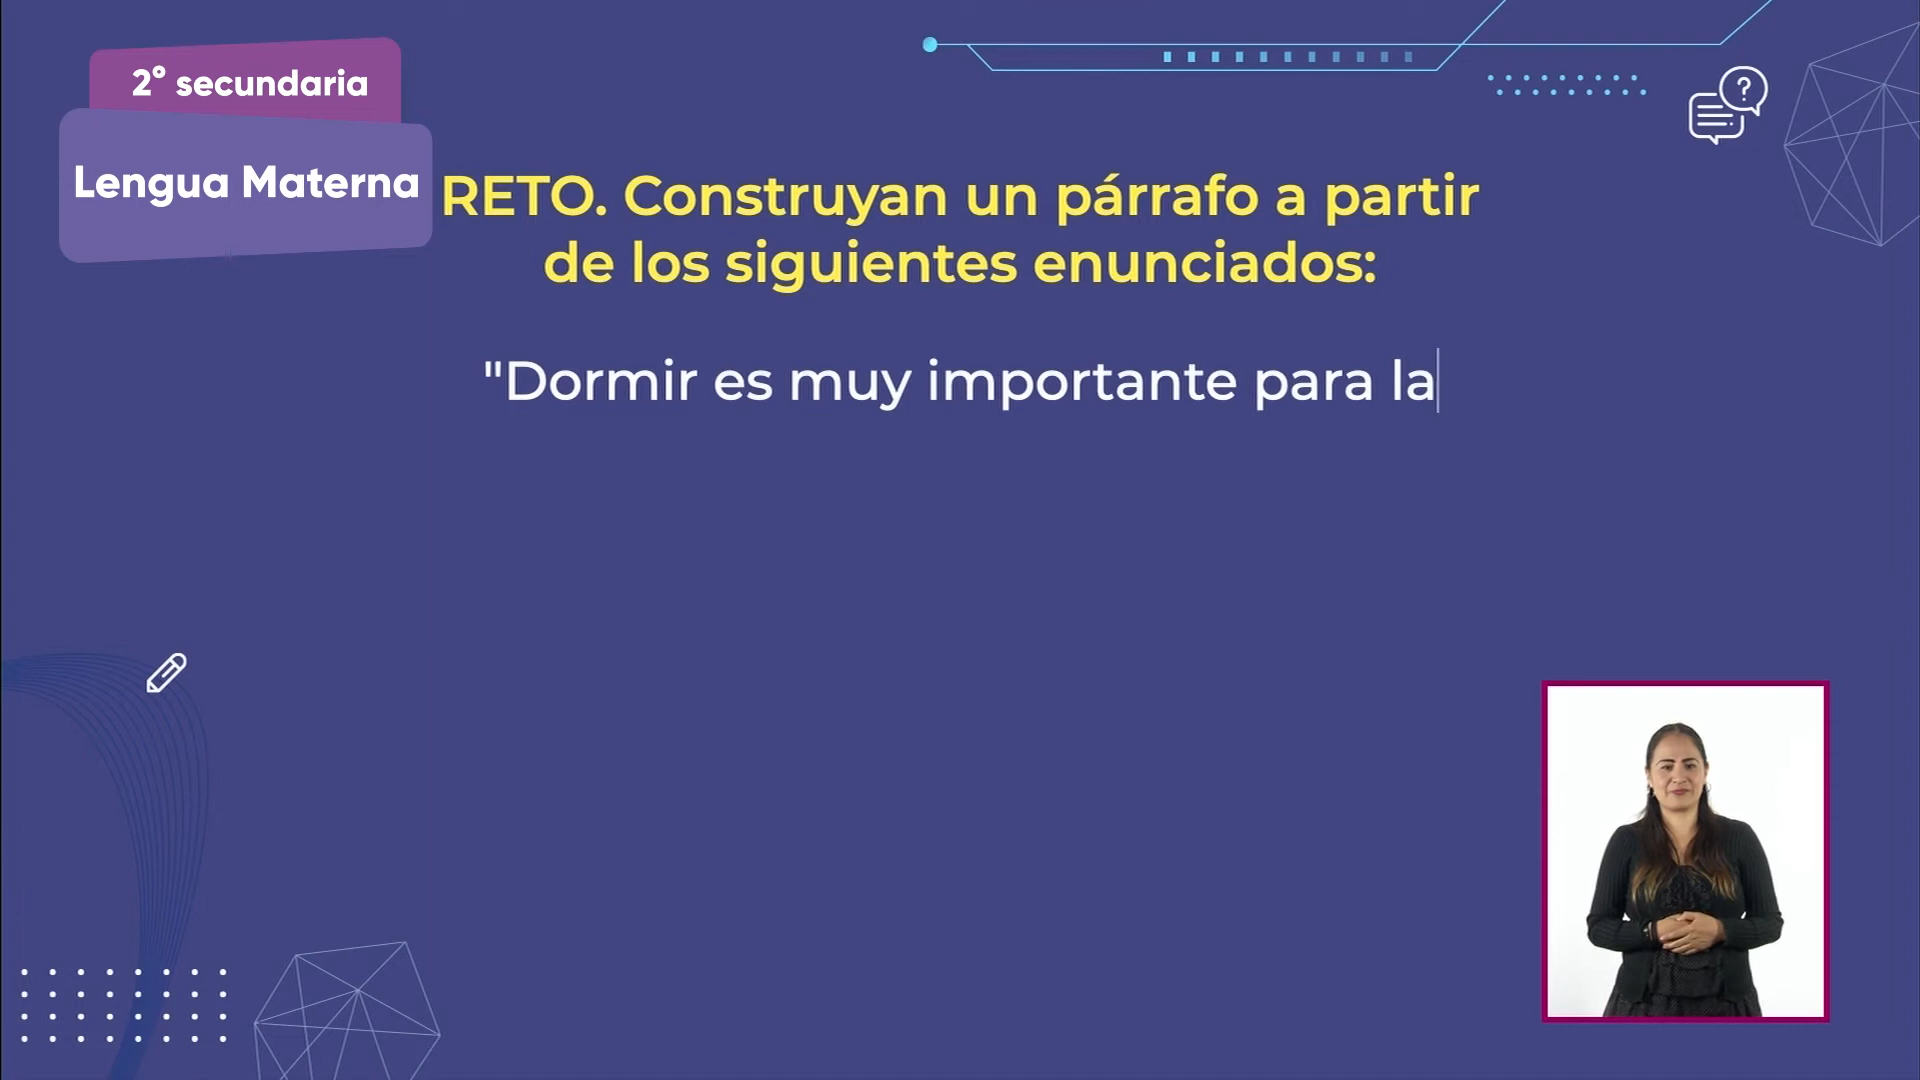 2° secundaria
Lengua Materna
RETO. Construyan un párrafo a partir
de los siguientes enunciados:
"Dormir es muy importante para la
?